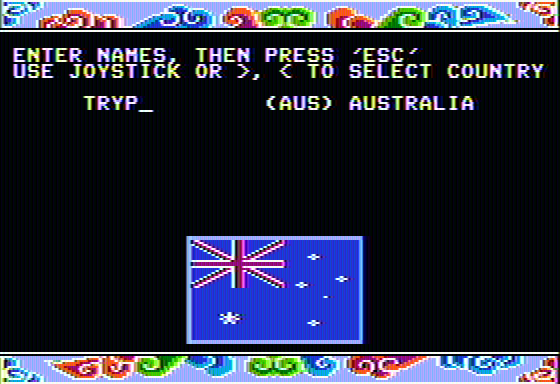 ENTER NAMES, THEN PRESS 'ESC'
USE JOYSTICK OR >, < TO SELECT COUNTRY
TRYP_ (AUS) AUSTRALIA